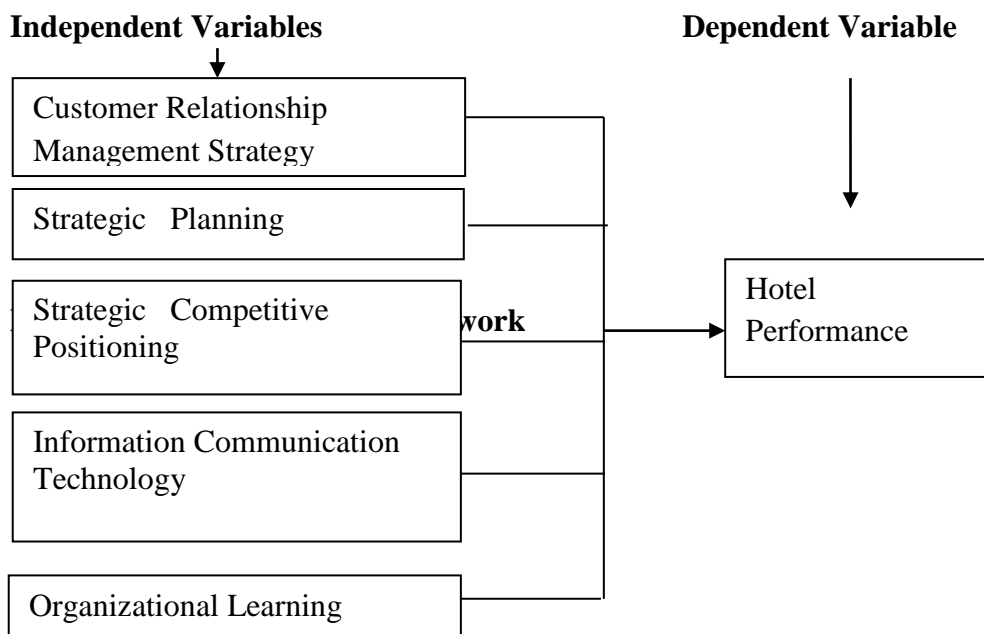 Independent Variables
Dependent Variable
Customer Relationship
Management Strategy
Strategic Planning
Hotel
Performance
Strategic Competitive
Positioning
work
Information Communication
Technology
Organizational Learning